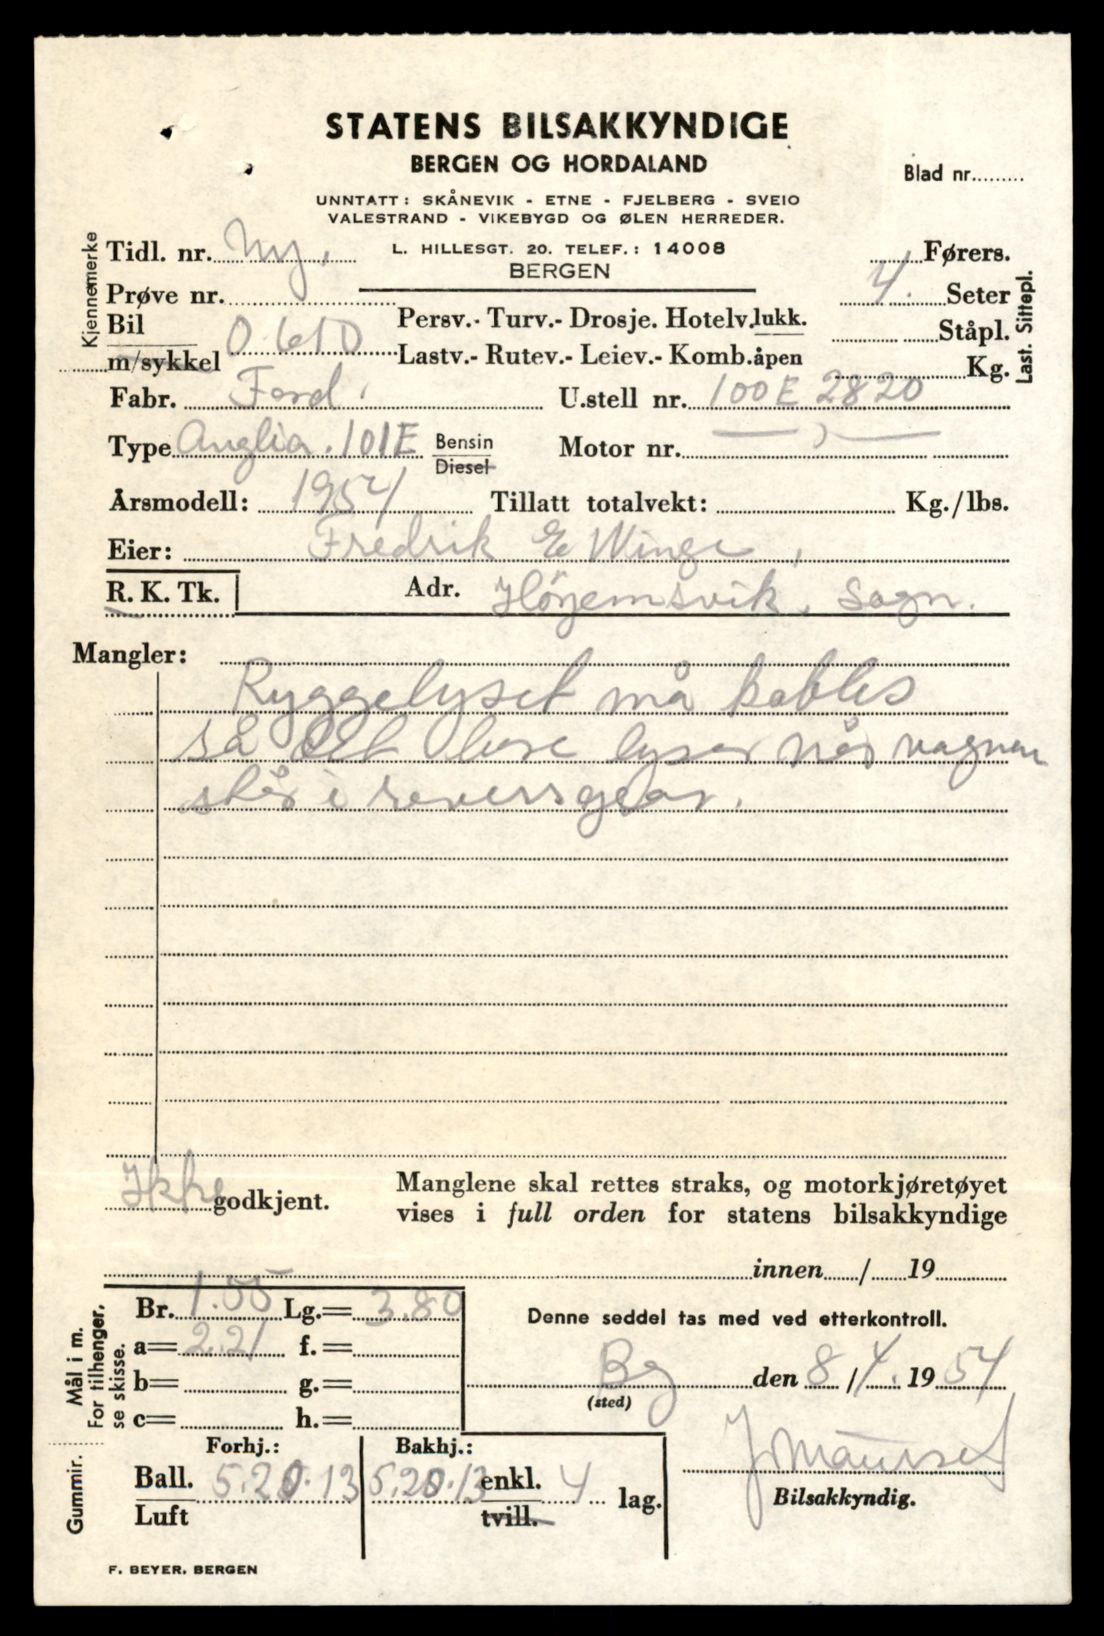 STATENS BILSAKKYNDIGE
BERGEN OG HORDALAND
Blad nr.........
UNNTATT: SKÅNEVIK - ETNE - FJELBERG - SVEIO
VALESTRAND - VIKEBYGD OG ØLEN HERREDER.
L. HILLESGT. 20. TELEF.: 14008
BERGEN
Kjennemerke
Tidl. nr. Ny.
Førers.
Prøve nr.
4. Seter
Bil
m/sykkel
O. 610
Persv.- Turv.- Drosje. Hotelv. lukk.
Ståpl.
Lastv.- Rutev.- Leiev.- Komb. åpen
Kg.
Last. Sittepl.
Fabr. Ford.
U.stell nr. 100E 2820
Type Anglia. 101E Bensin
Diesel
Motor nr. — , —
Årsmodell: 1954 Tillatt totalvekt: Kg./lbs.
Eier: Fredrik E Winge,
R. K. Tk. Adr. Höyemsvik. Sogn.
Mangler:
Ryggelyset må kobles
så det bare lyser når vagnen
står i reversgear.
Ikke godkjent.
Manglene skal rettes straks, og motorkjøretøyet
vises i full orden for statens bilsakkyndige
innen....../......19.........
Mål i m.
For tilhenger.
se skisse.
Br. 1.55 Lg.= 3.80
a= 2.21 f.=
b= g.=
c= h.=
Denne seddel tas med ved etterkontroll.
Bg den 8/4. 1954
(sted)
Gummir.
Forhj.: Bakhj.:
Ball. 5.20.13 5.20.13 enkl. 4 lag.
Luft tvill.
J Maurset
Bilsakkyndig.
F. BEYER. BERGEN